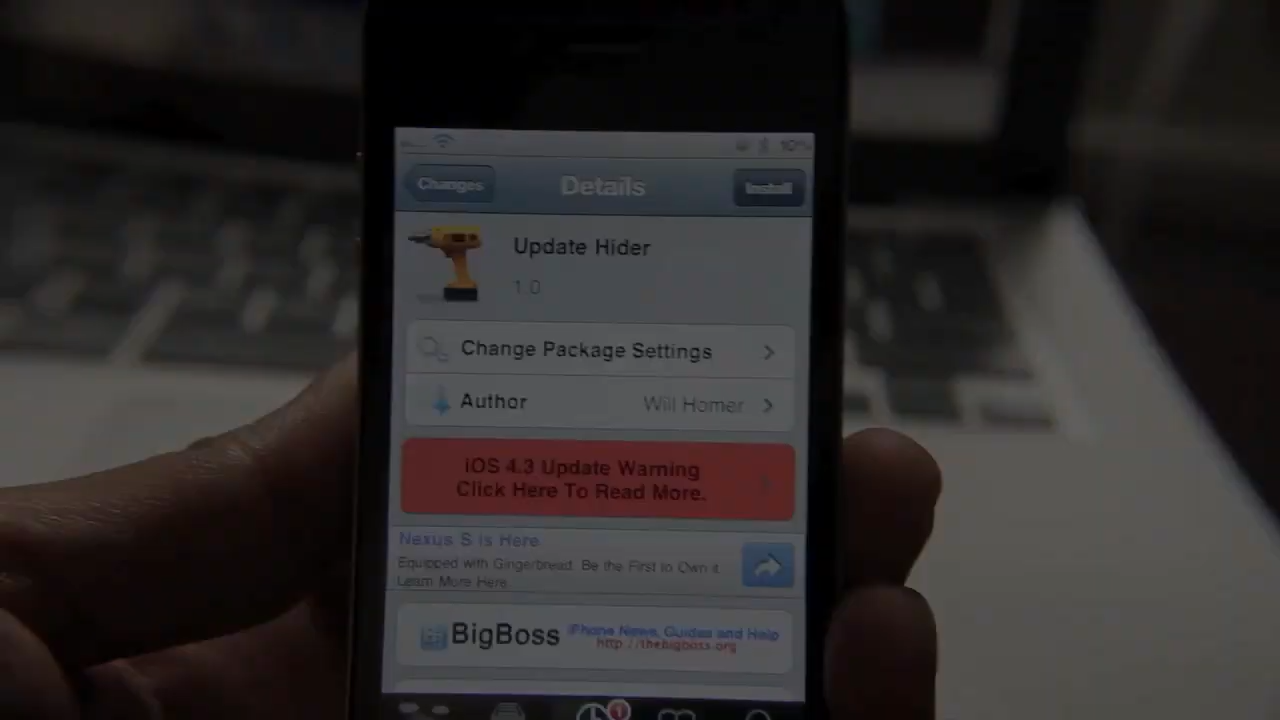 10%
Changes
Details
Install
Update Hider
1.0
Change Package Settings
Author
Will Homer
iOS 4.3 Update Warning
Click Here To Read More.
Nexus S is Here
Equipped with Gingerbread. Be the First to Own it.
Learn More Here
BigBoss
iPhone News, Guides and Help
http://thebigboss.org
1